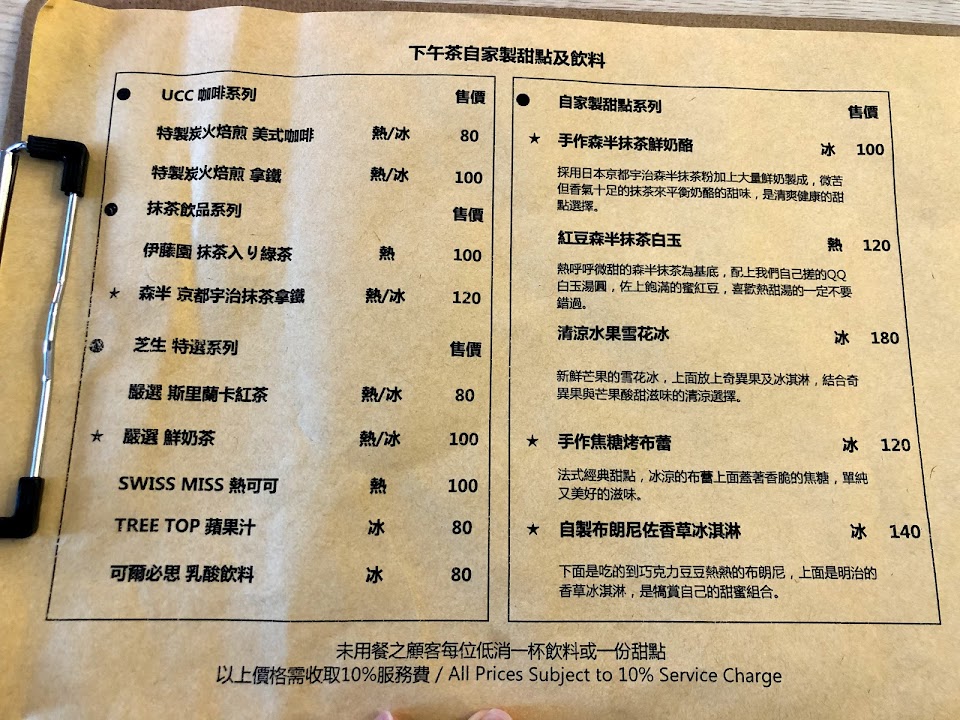 下午茶自家製甜點及飲料
● UCC 咖啡系列 售價
特製炭火焙煎 美式咖啡 熱/冰 80
特製炭火焙煎 拿鐵 熱/冰 100
● 抹茶飲品系列 售價
伊藤園 抹茶入り綠茶 熱 100
★ 森半 京都宇治抹茶拿鐵 熱/冰 120
● 芝生 特選系列 售價
嚴選 斯里蘭卡紅茶 熱/冰 80
★ 嚴選 鮮奶茶 熱/冰 100
SWISS MISS 熱可可 熱 100
TREE TOP 蘋果汁 冰 80
可爾必思 乳酸飲料 冰 80
● 自家製甜點系列 售價
★ 手作森半抹茶鮮奶酪 冰 100
採用日本京都宇治森半抹茶粉加上大量鮮奶製成，微苦
但香氣十足的抹茶來平衡奶酪的甜味，是清爽健康的甜
點選擇。
紅豆森半抹茶白玉 熱 120
熱呼呼微甜的森半抹茶為基底，配上我們自己搓的QQ
白玉湯圓，佐上飽滿的蜜紅豆，喜歡熱甜湯的一定不要
錯過。
清涼水果雪花冰 冰 180
新鮮芒果的雪花冰，上面放上奇異果及冰淇淋，結合奇
異果與芒果酸甜滋味的清涼選擇。
★ 手作焦糖烤布蕾 冰 120
法式經典甜點，冰涼的布蕾上面蓋著香脆的焦糖，單純
又美好的滋味。
★ 自製布朗尼佐香草冰淇淋 冰 140
下面是吃的到巧克力豆豆熱熱的布朗尼，上面是明治的
香草冰淇淋，是犒賞自己的甜蜜組合。
未用餐之顧客每位低消一杯飲料或一份甜點
以上價格需收取10%服務費 / All Prices Subject to 10% Service Charge